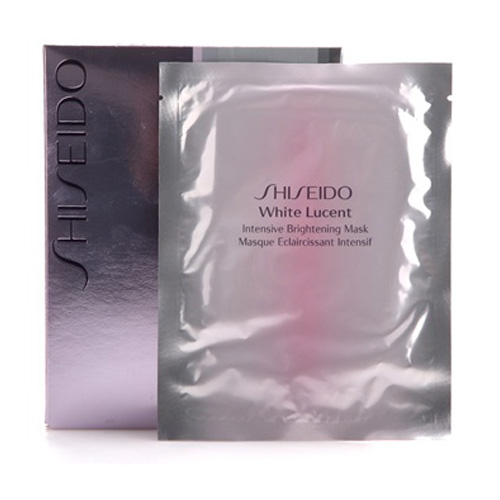 SHISEIDO
SHISEIDO
White Lucent
Intensive Brightening Mask
Masque Eclaircissant Intensif